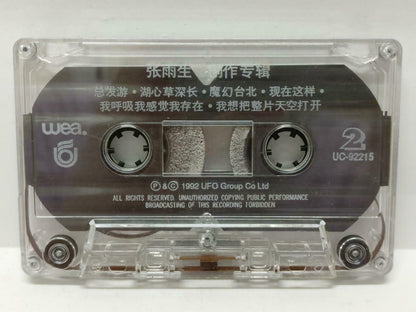 张雨生·创作专辑
总发游·湖心草深长·魔幻台北·现在这样·
我呼吸我感觉我存在·我想把整片天空打开
wea.
2
UC-92215
℗&© 1992 UFO Group Co Ltd
ALL RIGHTS RESERVED. UNAUTHORIZED COPYING PUBLIC PERFORMANCE
BROADCASTING OF THIS RECORDING FORBIDDEN